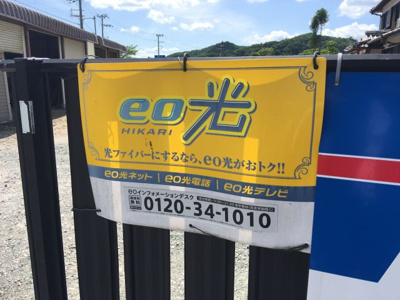 eo光
HIKARI
光ファイバーにするなら、eo光がおトク!!
eo光ネット eo光電話 eo光テレビ
eoインフォメーションデスク
0120-34-1010